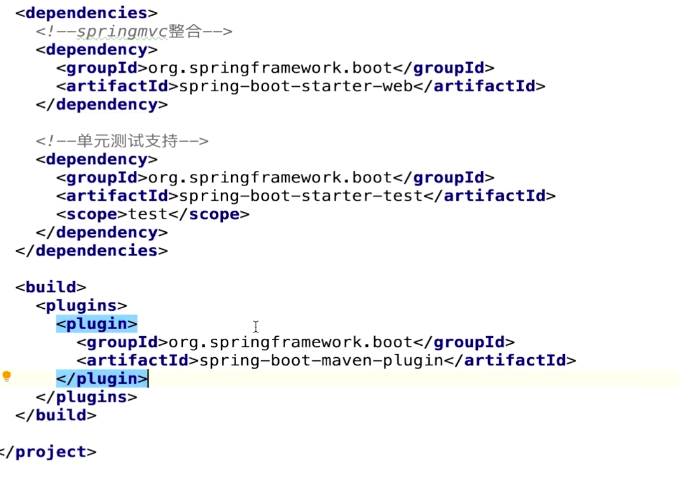 <dependencies>
<!--springmvc整合-->
<dependency>
<groupId>org.springframework.boot</groupId>
<artifactId>spring-boot-starter-web</artifactId>
</dependency>
<!--单元测试支持-->
<dependency>
<groupId>org.springframework.boot</groupId>
<artifactId>spring-boot-starter-test</artifactId>
<scope>test</scope>
</dependency>
</dependencies>
<build>
<plugins>
<plugin>
<groupId>org.springframework.boot</groupId>
<artifactId>spring-boot-maven-plugin</artifactId>
</plugin>
</plugins>
</build>
</project>